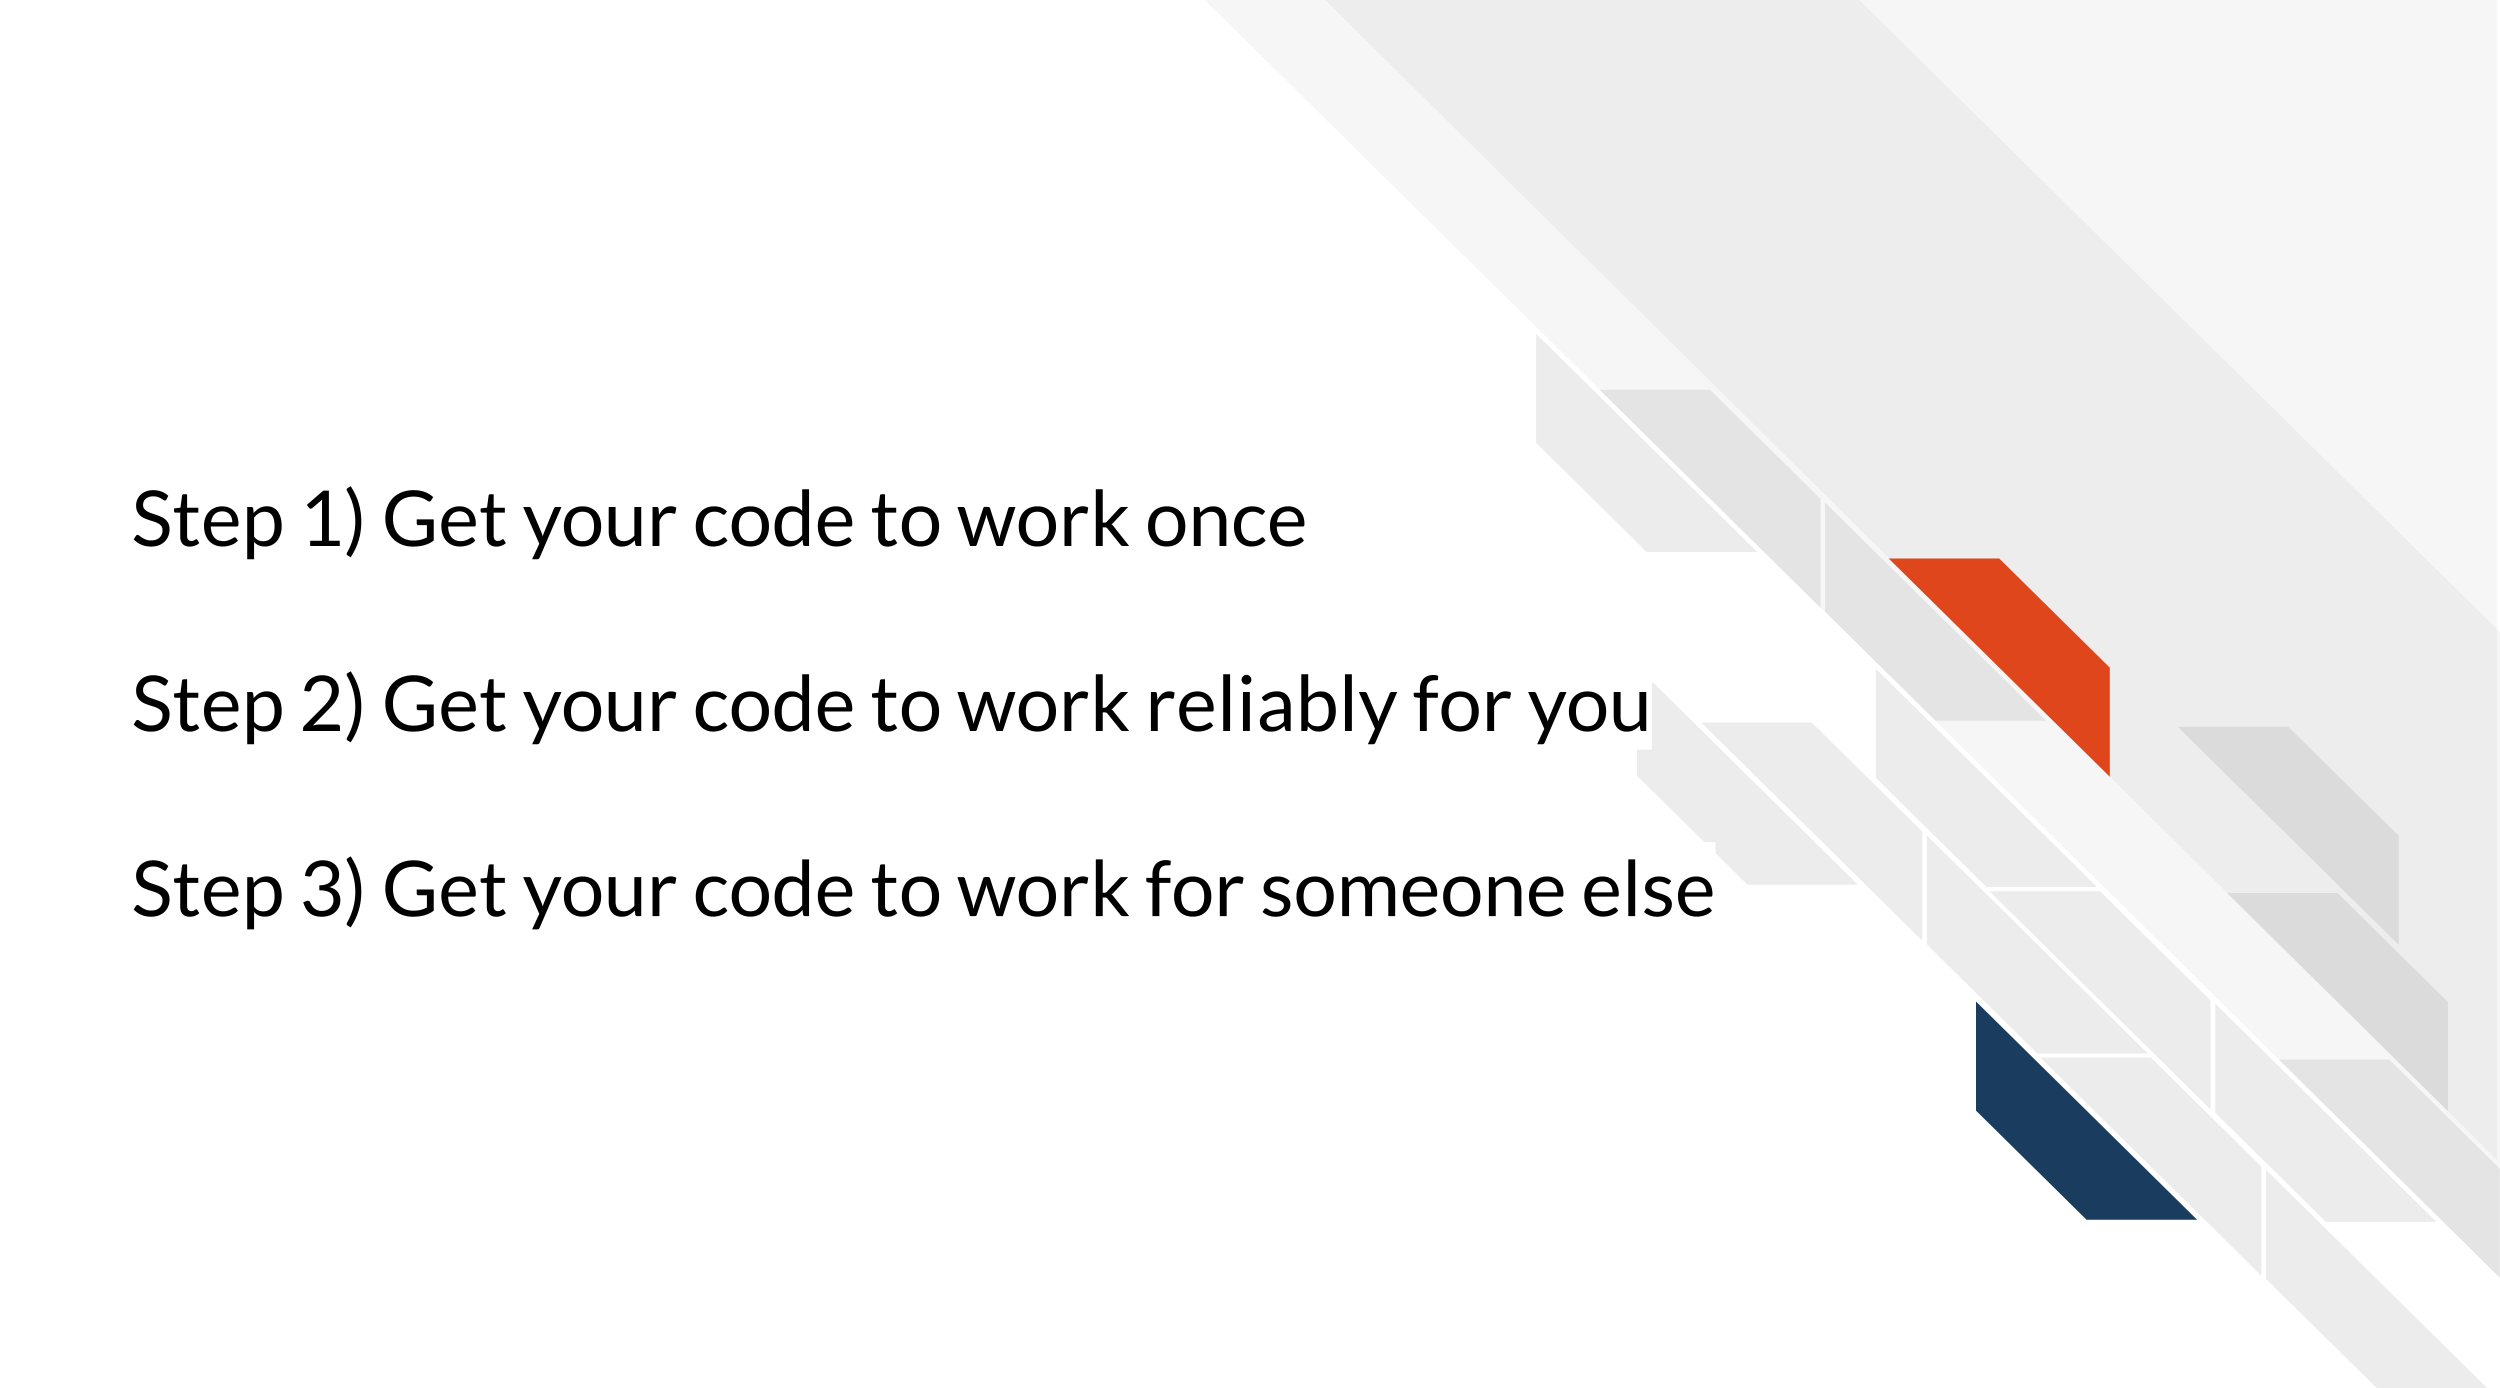 Step 1) Get your code to work once
Step 2) Get your code to work reliably for you
Step 3) Get your code to work for someone else